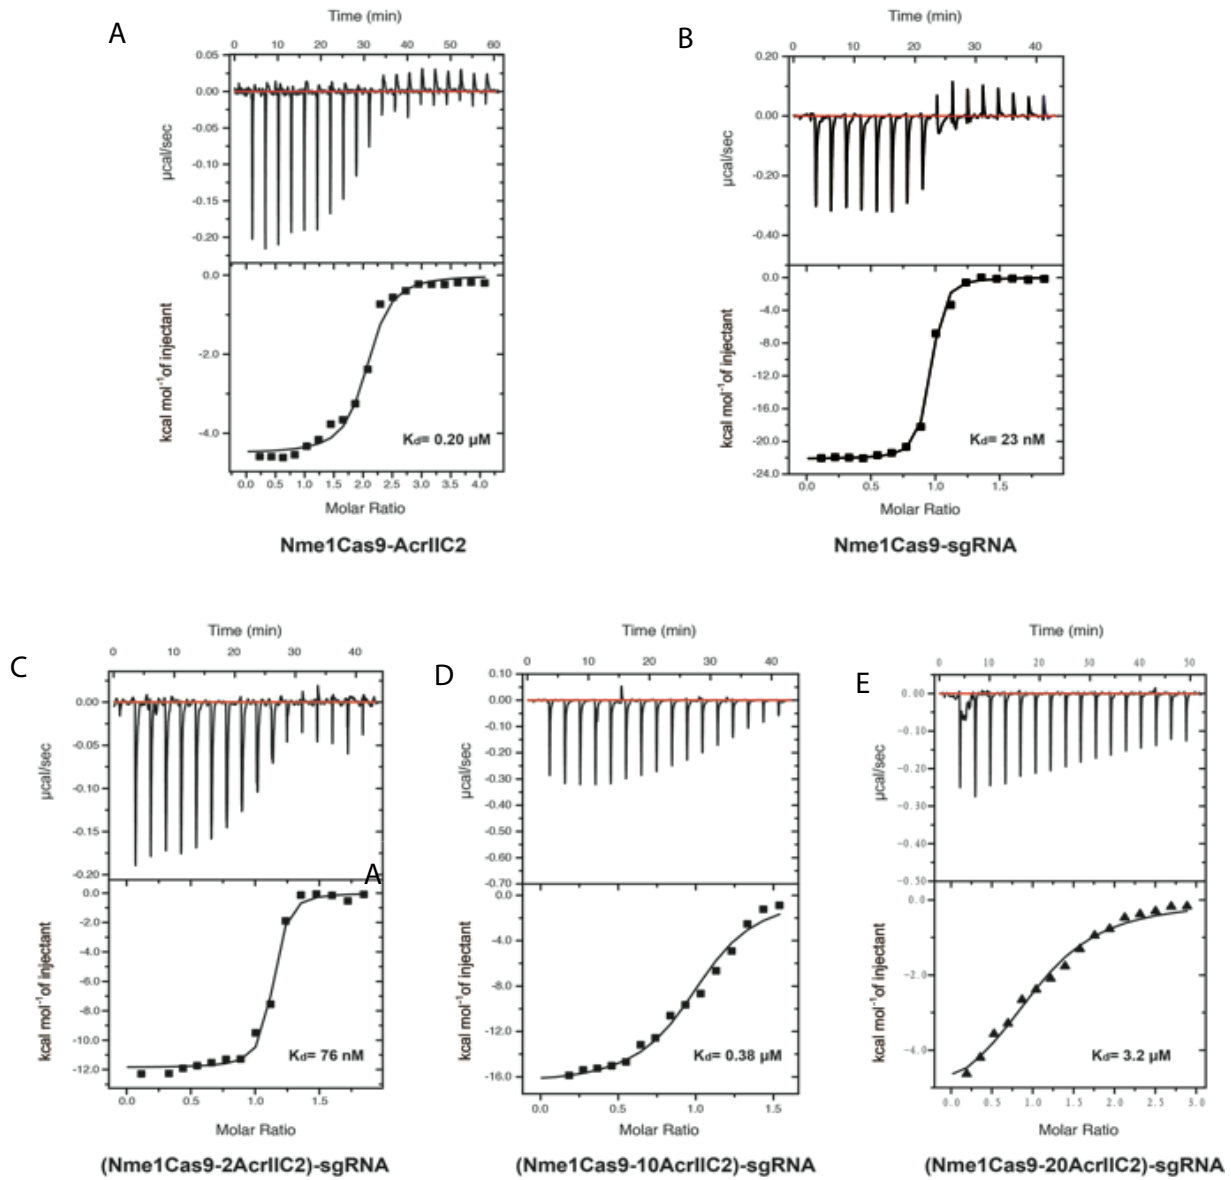 A
Time (min)
0 10 20 30 40 50 60
0.05
0.00
-0.05
-0.10
-0.15
-0.20
µcal/sec
0.0
-2.0
-4.0
kcal mol⁻¹of injectant
Kd= 0.20 µM
0.0 0.5 1.0 1.5 2.0 2.5 3.0 3.5 4.0
Molar Ratio
Nme1Cas9-AcrIIC2
B
Time (min)
0 10 20 30 40
0.20
0.00
-0.20
-0.40
µcal/sec
0.0
-4.0
-8.0
-12.0
-16.0
-20.0
-24.0
kcal mol⁻¹of injectant
Kd= 23 nM
0.0 0.5 1.0 1.5
Molar Ratio
Nme1Cas9-sgRNA
C
Time (min)
0 10 20 30 40
0.00
-0.05
-0.10
-0.15
-0.20
µcal/sec
A
0.0
-2.0
-4.0
-6.0
-8.0
-10.0
-12.0
kcal mol⁻¹of injectant
Kd= 76 nM
0.0 0.5 1.0 1.5
Molar Ratio
(Nme1Cas9-2AcrIIC2)-sgRNA
D
Time (min)
0 10 20 30 40
0.10
0.00
-0.10
-0.20
-0.30
-0.40
-0.50
-0.60
-0.70
µcal/sec
0.0
-4.0
-8.0
-12.0
-16.0
kcal mol⁻¹of injectant
Kd= 0.38 µM
0.0 0.5 1.0 1.5
Molar Ratio
(Nme1Cas9-10AcrIIC2)-sgRNA
E
Time (min)
0 10 20 30 40 50
0.00
-0.10
-0.20
-0.30
-0.40
-0.50
µcal/sec
0.0
-2.0
-4.0
kcal mol⁻¹of injectant
Kd= 3.2 µM
0.0 0.5 1.0 1.5 2.0 2.5 3.0
Molar Ratio
(Nme1Cas9-20AcrIIC2)-sgRNA